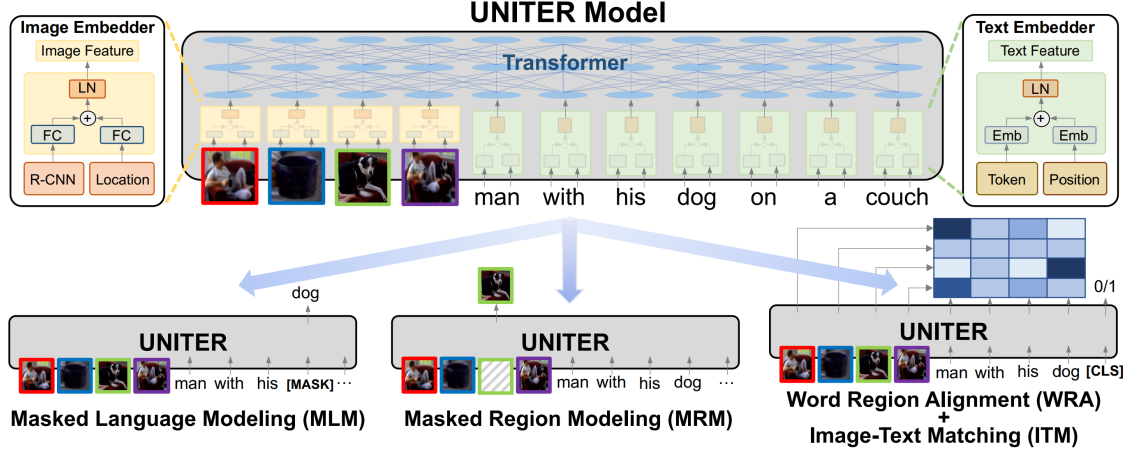 UNITER Model
Image Embedder
Image Feature
LN
+
FC
FC
R-CNN
Location
Transformer
man with his dog on a couch
Text Embedder
Text Feature
LN
+
Emb
Emb
Token
Position
dog
UNITER
man with his [MASK] ···
Masked Language Modeling (MLM)
UNITER
man with his dog ···
Masked Region Modeling (MRM)
0/1
UNITER
man with his dog [CLS]
Word Region Alignment (WRA)
+
Image-Text Matching (ITM)